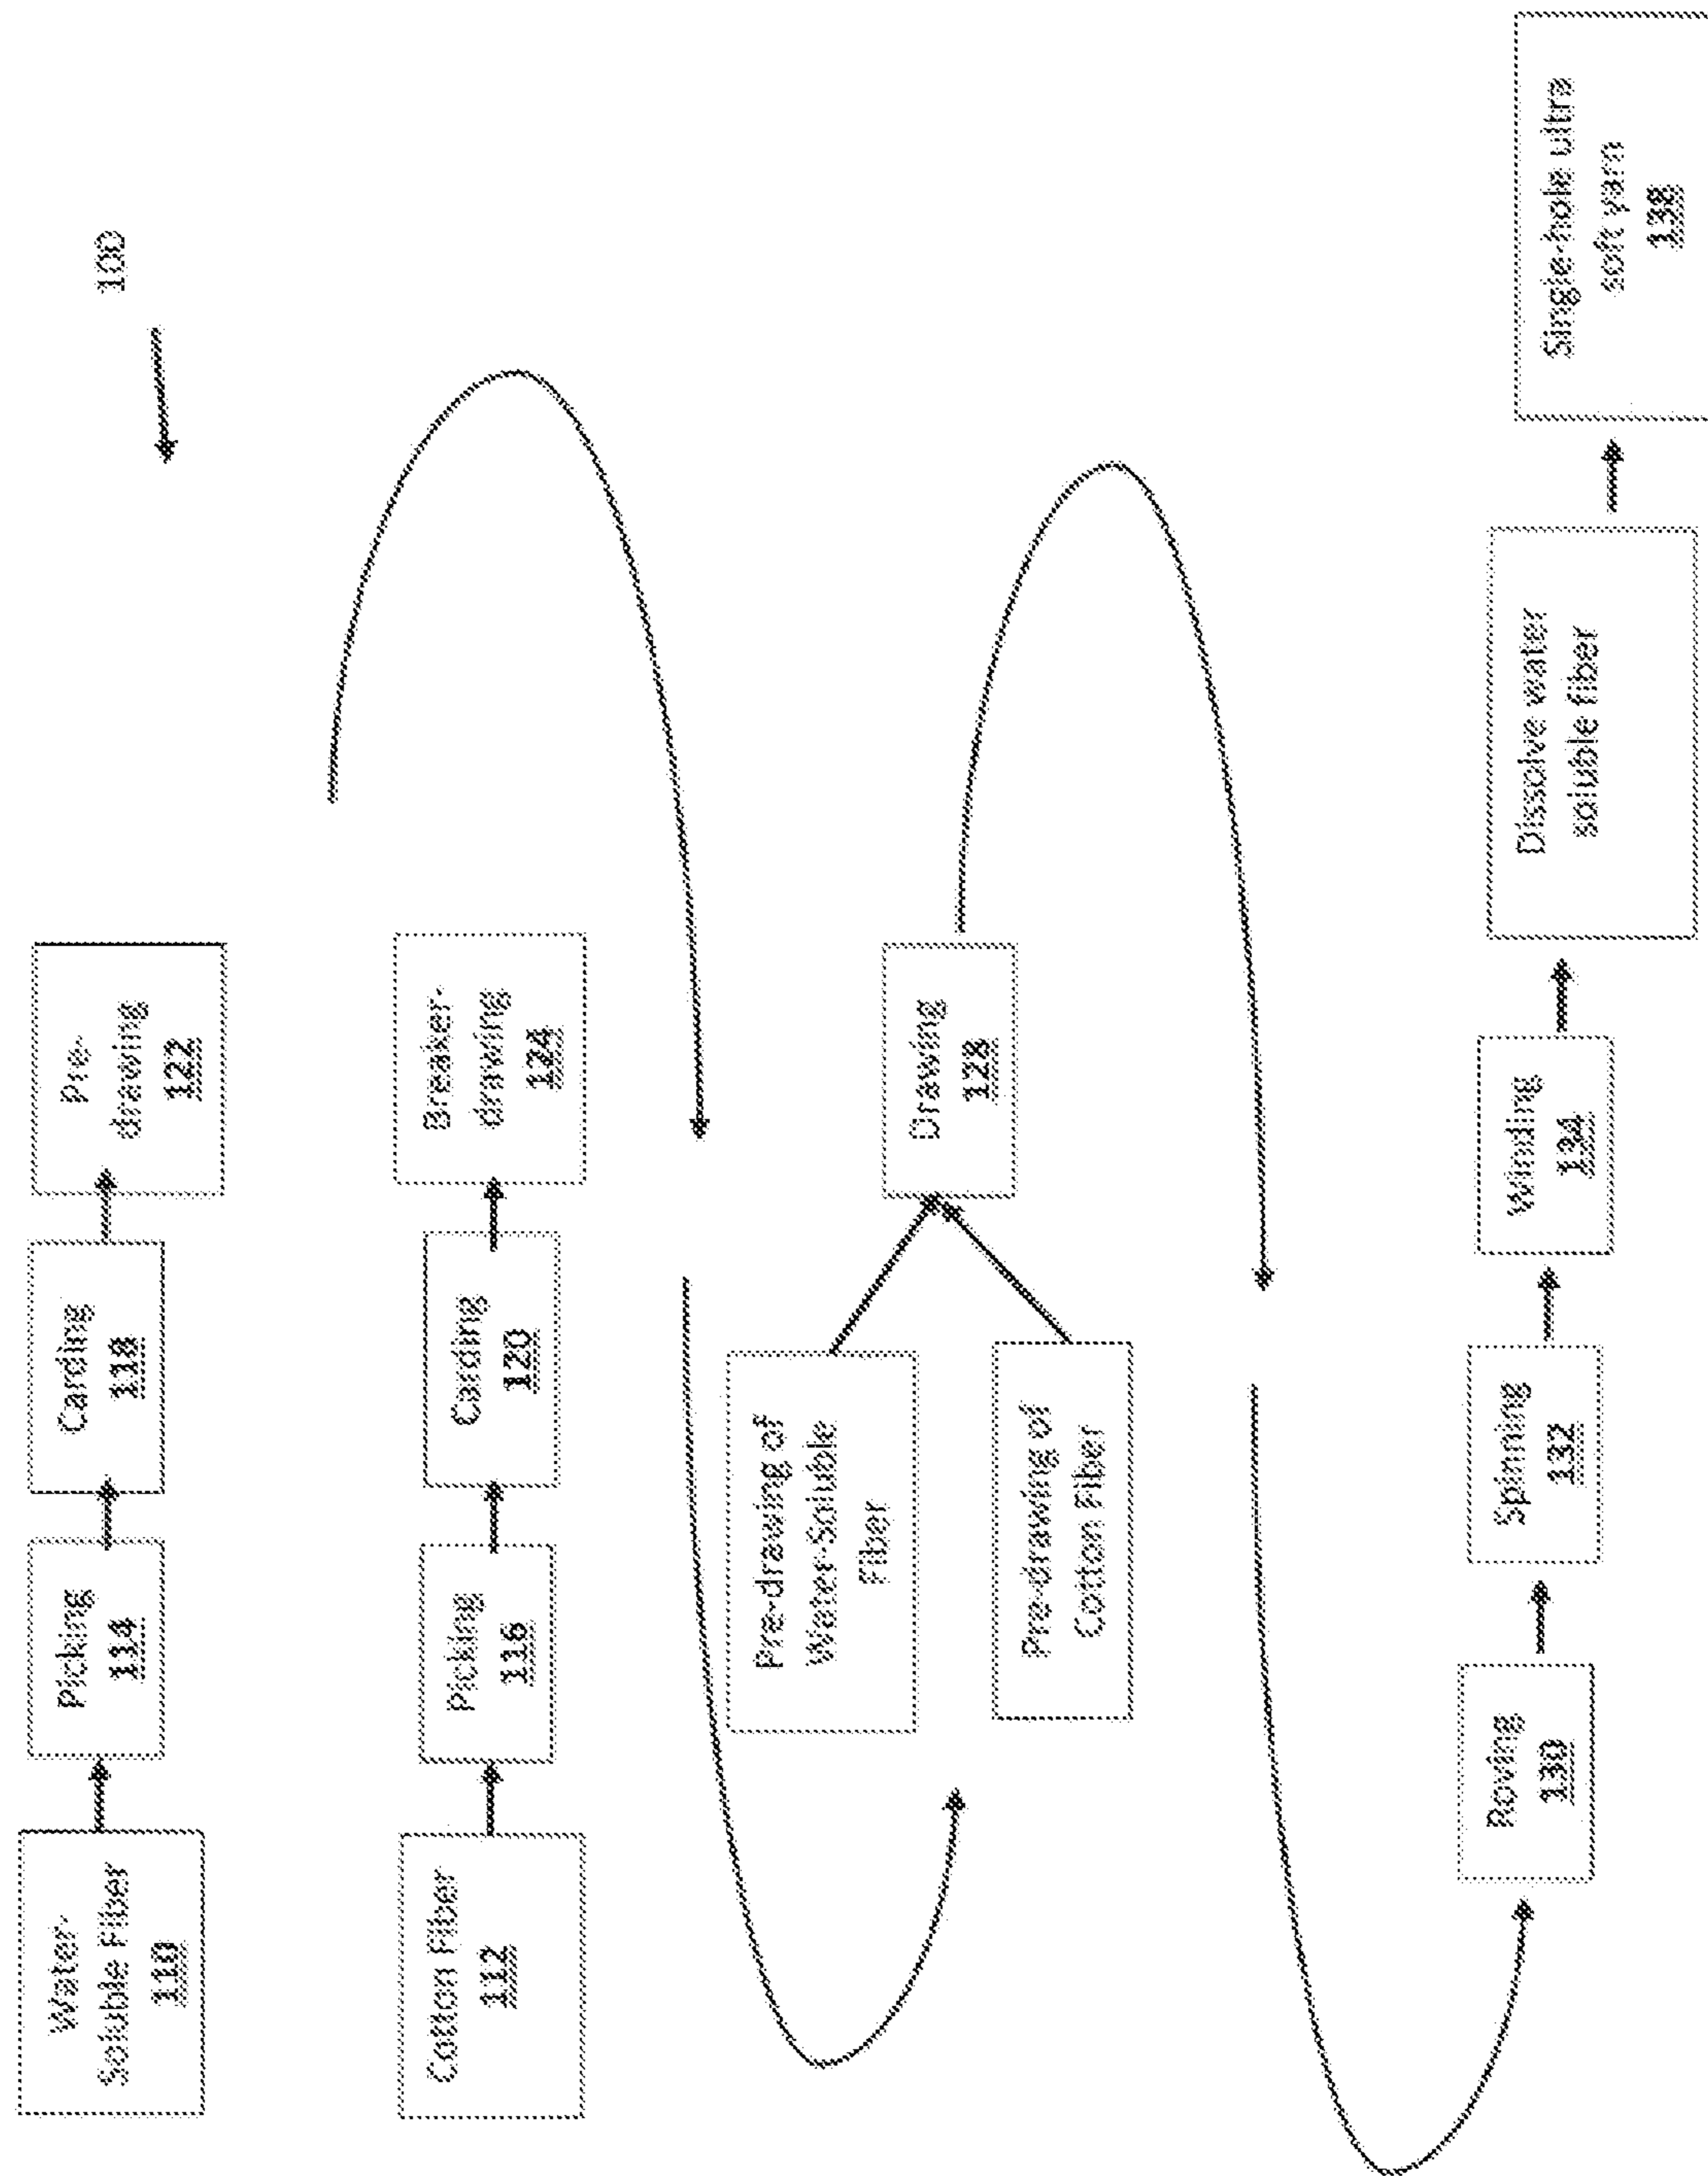 100
Water-
Soluble Fiber
110
Picking
114
Carding
118
Pre-
drawing
122
Cotton Fiber
112
Picking
116
Carding
120
Breaker-
drawing
124
Pre-drawing of
Water-Soluble
Fiber
Pre-drawing of
Cotton Fiber
Drawing
128
Roving
130
Spinning
132
Winding
134
Dissolve water
soluble fiber
Single-hole ultra
soft yarn
138